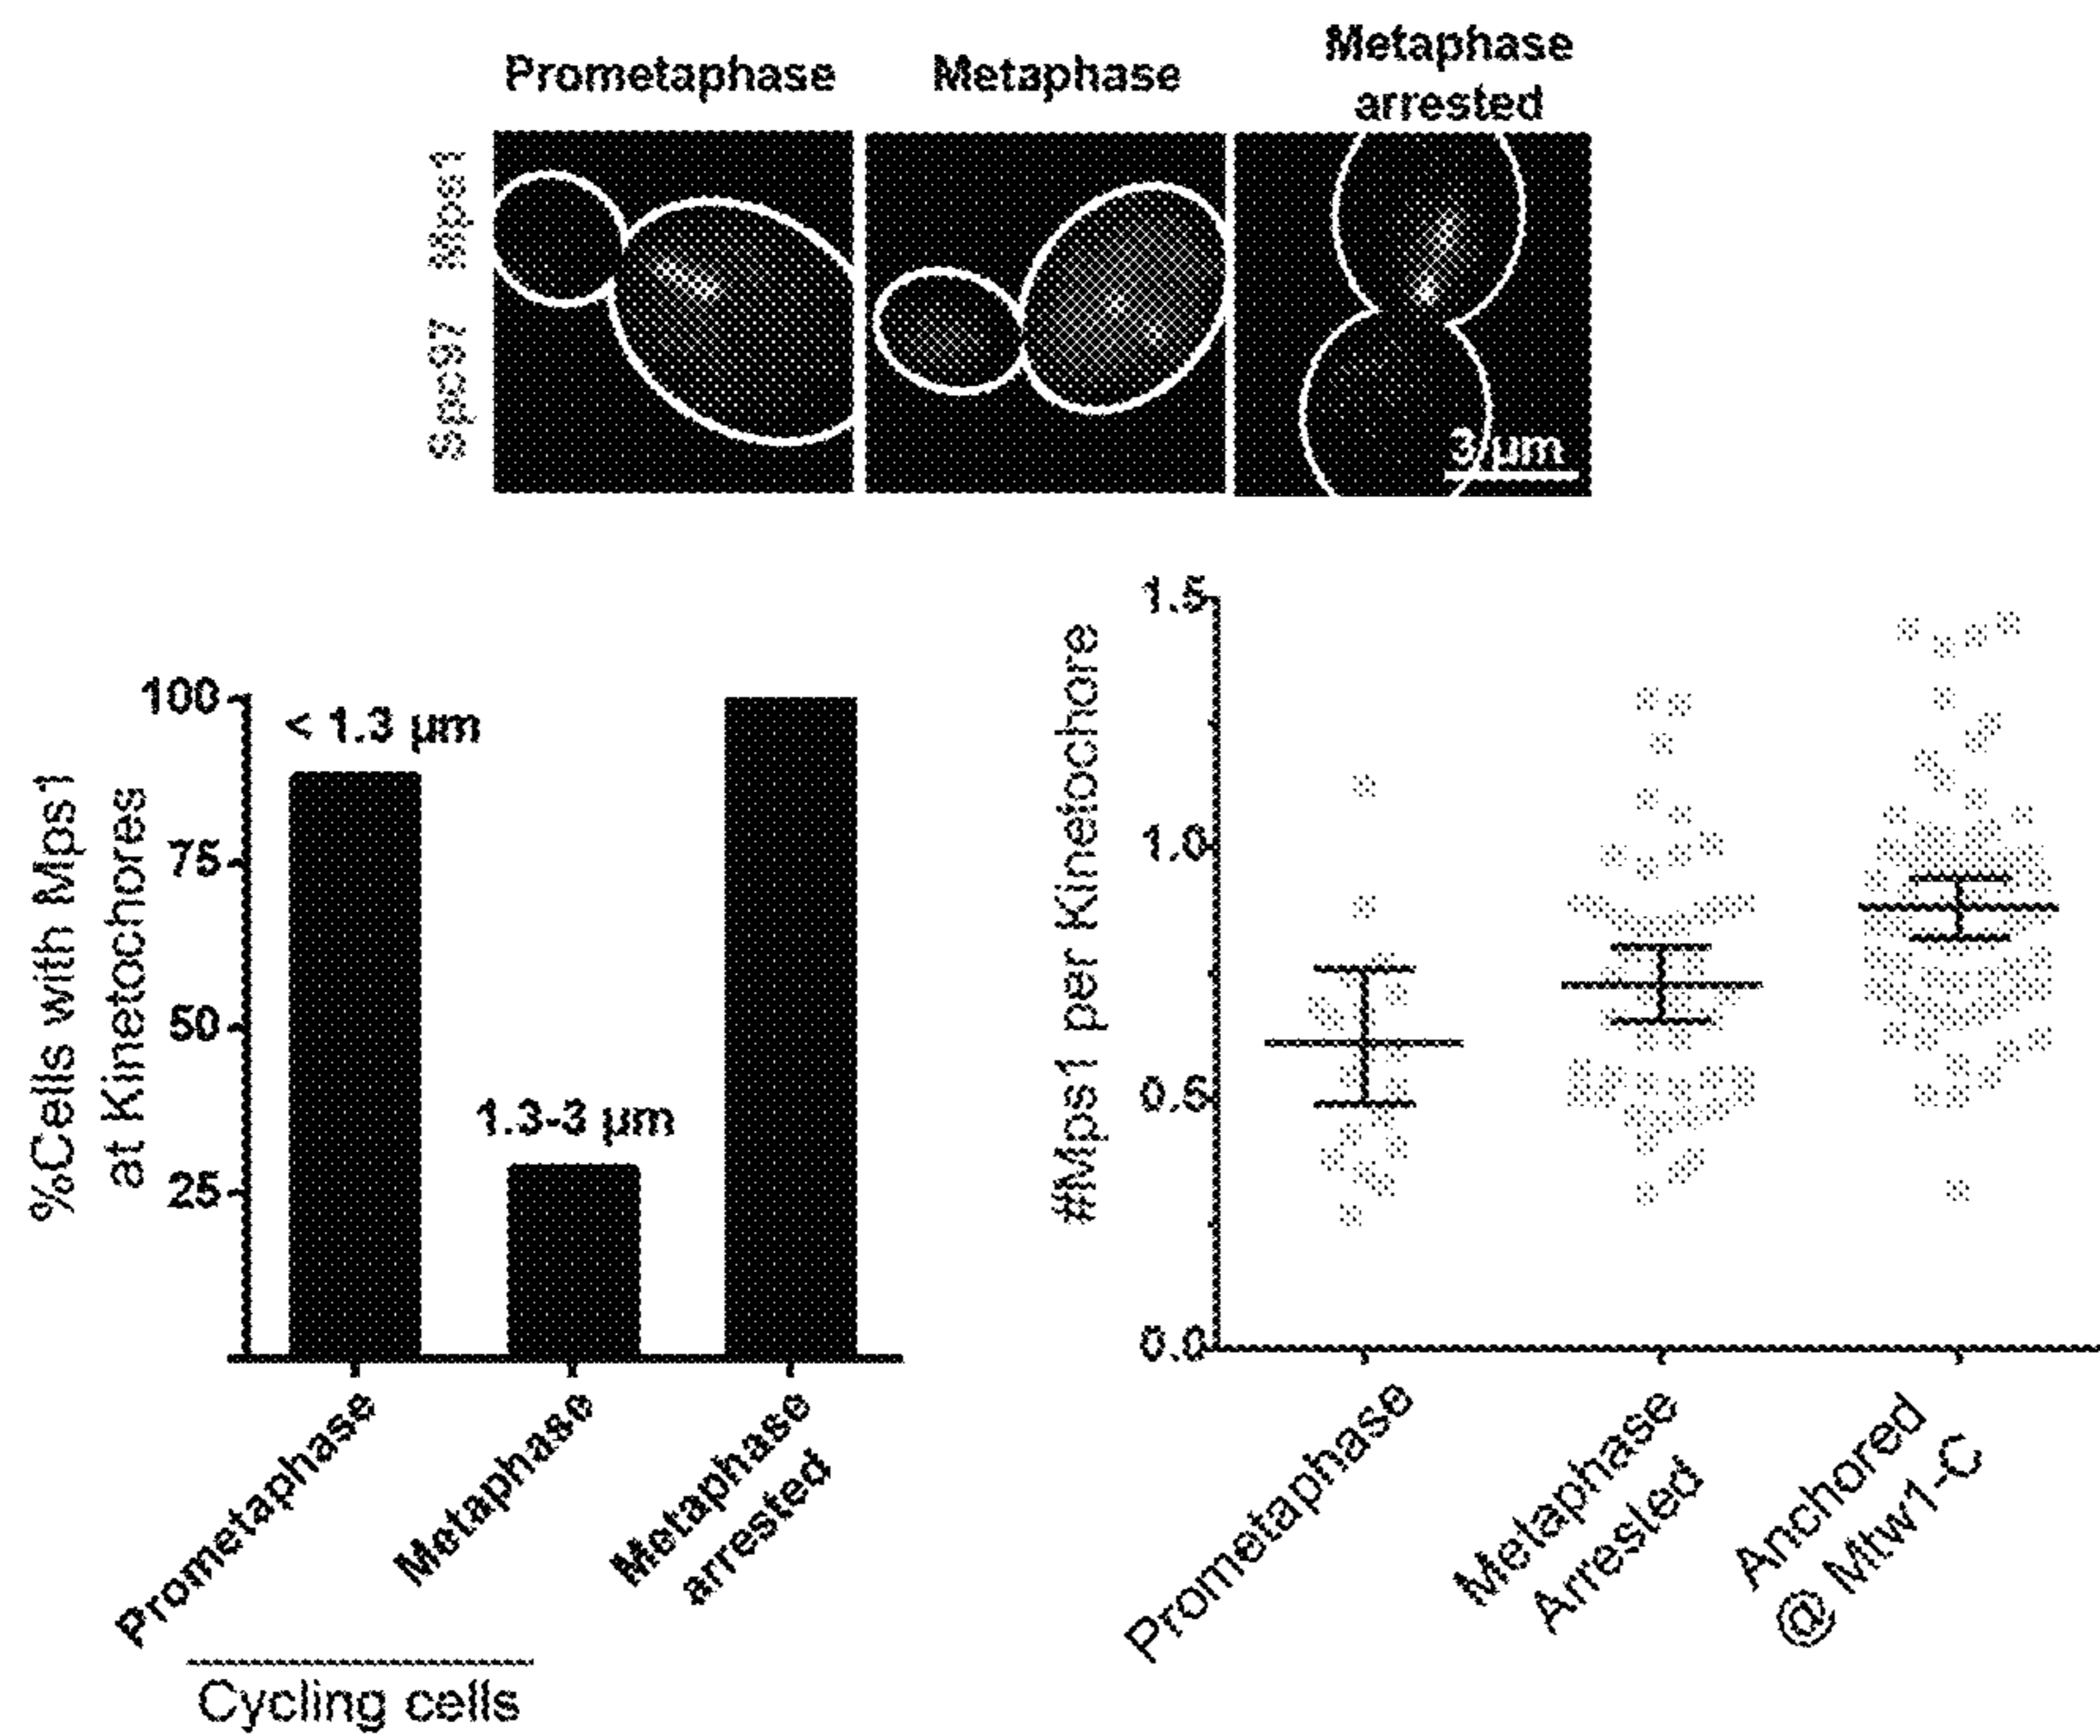 Prometaphase
Metaphase
Metaphase
arrested
Spc97 Mps1
3 µm
%Cells with Mps1
at Kinetochores
100
75
50
25
< 1.3 µm
1.3-3 µm
Prometaphase
Metaphase
Metaphase
arrested
Cycling cells
#Mps1 per Kinetochore
1.5
1.0
0.5
0.0
Prometaphase
Metaphase
Arrested
Anchored
@ Mtw1-C